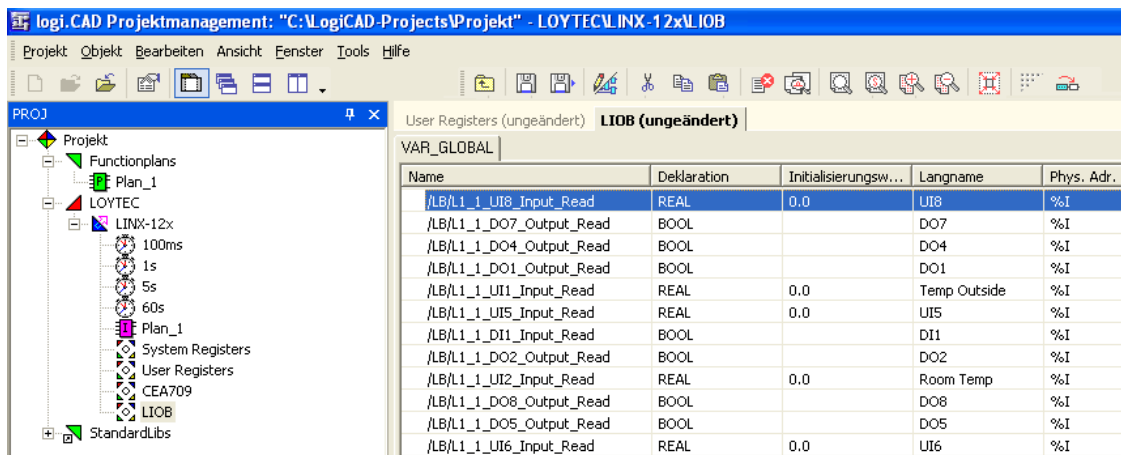 logi.CAD Projektmanagement: "C:\LogiCAD-Projects\Projekt" - LOYTEC\LINX-12x\LIOB
Projekt Objekt Bearbeiten Ansicht Fenster Tools Hilfe
PROJ
Projekt
Functionplans
Plan_1
LOYTEC
LINX-12x
100ms
1s
5s
60s
Plan_1
System Registers
User Registers
CEA709
LIOB
StandardLibs
User Registers (ungeändert) LIOB (ungeändert)
VAR_GLOBAL
Name Deklaration Initialisierungsw... Langname Phys. Adr.
/LB/L1_1_UI8_Input_Read REAL 0.0 UI8 %I
/LB/L1_1_DO7_Output_Read BOOL DO7 %I
/LB/L1_1_DO4_Output_Read BOOL DO4 %I
/LB/L1_1_DO1_Output_Read BOOL DO1 %I
/LB/L1_1_UI1_Input_Read REAL 0.0 Temp Outside %I
/LB/L1_1_UI5_Input_Read REAL 0.0 UI5 %I
/LB/L1_1_DI1_Input_Read BOOL DI1 %I
/LB/L1_1_DO2_Output_Read BOOL DO2 %I
/LB/L1_1_UI2_Input_Read REAL 0.0 Room Temp %I
/LB/L1_1_DO8_Output_Read BOOL DO8 %I
/LB/L1_1_DO5_Output_Read BOOL DO5 %I
/LB/L1_1_UI6_Input_Read REAL 0.0 UI6 %I